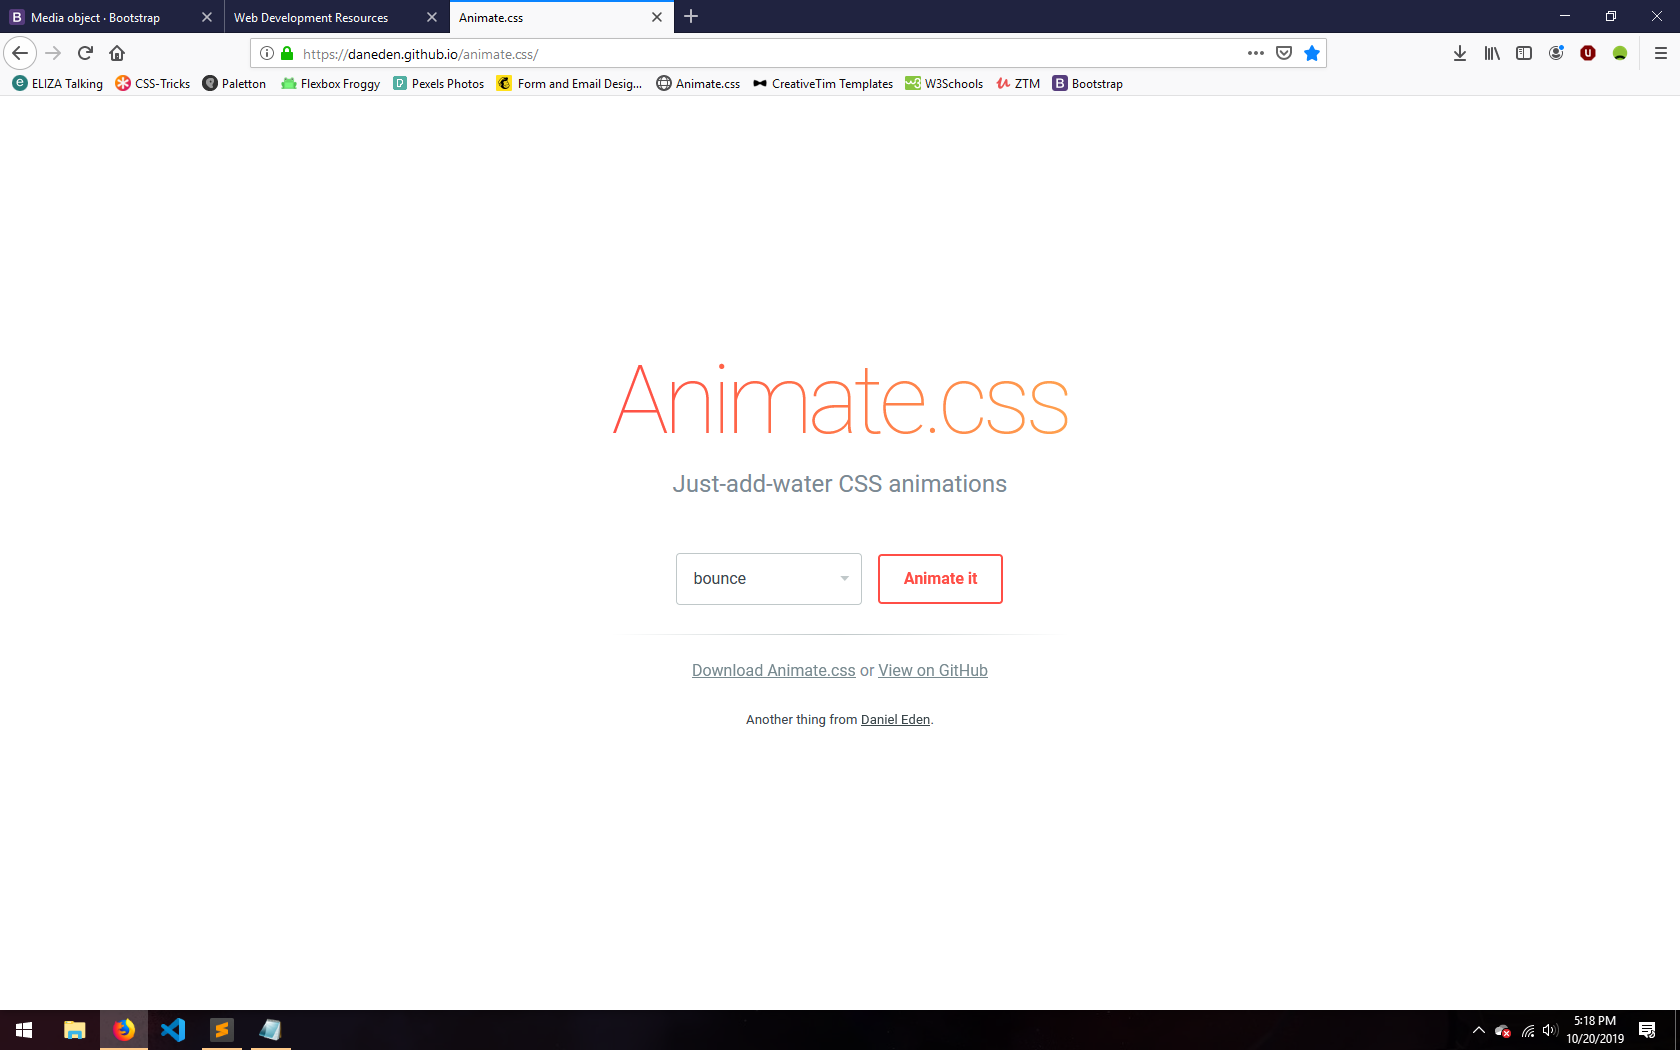 Media object · Bootstrap
Web Development Resources
Animate.css
https://daneden.github.io/animate.css/
ELIZA Talking
CSS-Tricks
Paletton
Flexbox Froggy
Pexels Photos
Form and Email Desig...
Animate.css
CreativeTim Templates
W3Schools
ZTM
Bootstrap
Animate.css
Just-add-water CSS animations
bounce
Animate it
Download Animate.css or View on GitHub
Another thing from Daniel Eden.
5:18 PM
10/20/2019